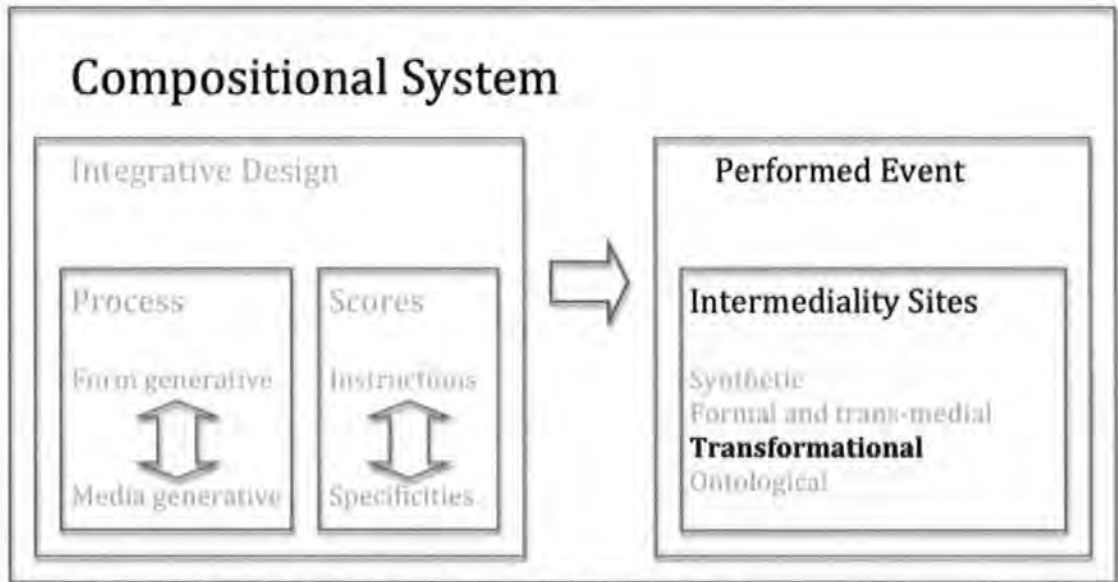 Compositional System
Integrative Design
Process
Form generative
Media generative
Scores
Instructions
Specificities
Performed Event
Intermediality Sites
Synthetic
Formal and trans-medial
Transformational
Ontological